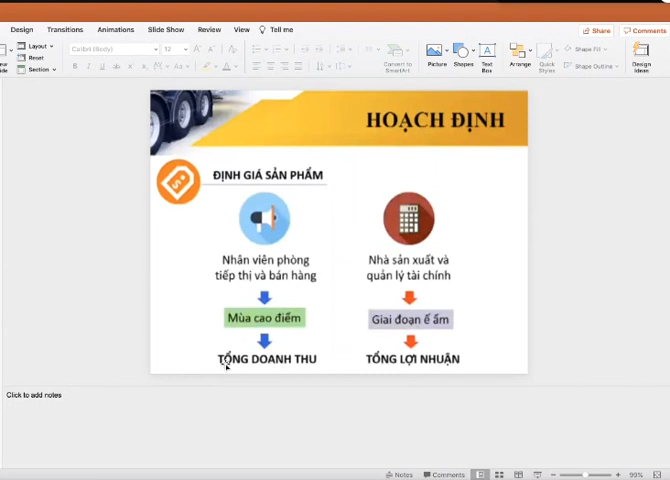 Design Transitions Animations Slide Show Review View Tell me Share Comments
Layout
Reset
Section
Calibri (Body) 12
Convert to
SmartArt
Picture Shapes Text
Box
Arrange Quick
Styles
Shape Fill
Shape Outline
Design
Ideas
HOẠCH ĐỊNH
ĐỊNH GIÁ SẢN PHẨM
Nhân viên phòng
tiếp thị và bán hàng
Mùa cao điểm
TỔNG DOANH THU
Nhà sản xuất và
quản lý tài chính
Giai đoạn ế ẩm
TỔNG LỢI NHUẬN
Click to add notes
Notes Comments 99%